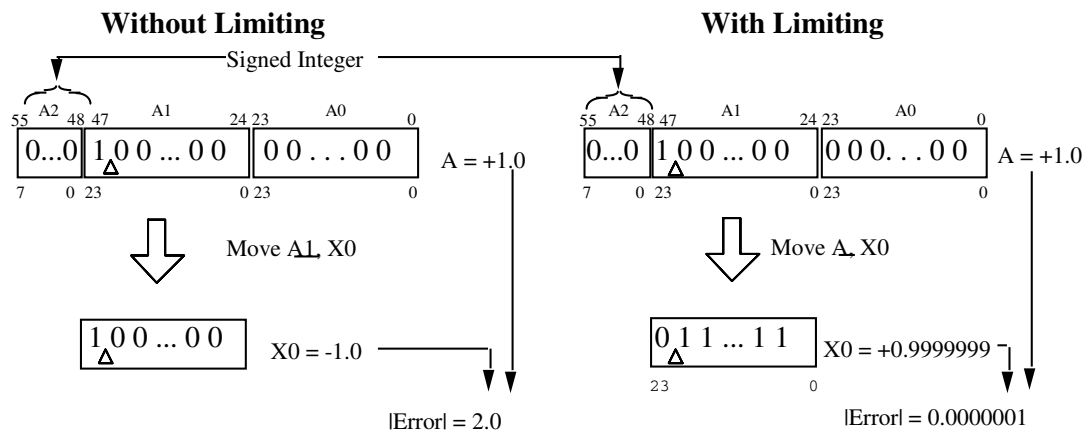 Without Limiting
With Limiting
Signed Integer
A2 A1 A0
55 48 47 24 23 0
0...0 1 0 0 ... 0 0 0 0 . . . 0 0
7 0 23 0 23 0
A = +1.0
A2 A1 A0
55 48 47 24 23 0
0...0 1 0 0 ... 0 0 0 0 0. . . 0 0
7 0 23 0 23 0
A = +1.0
Move A1, X0
Move A, X0
1 0 0 ... 0 0
X0 = -1.0
0 1 1 ... 1 1
X0 = +0.9999999
23 0
|Error| = 2.0
|Error| = 0.0000001